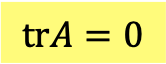 trA = 0